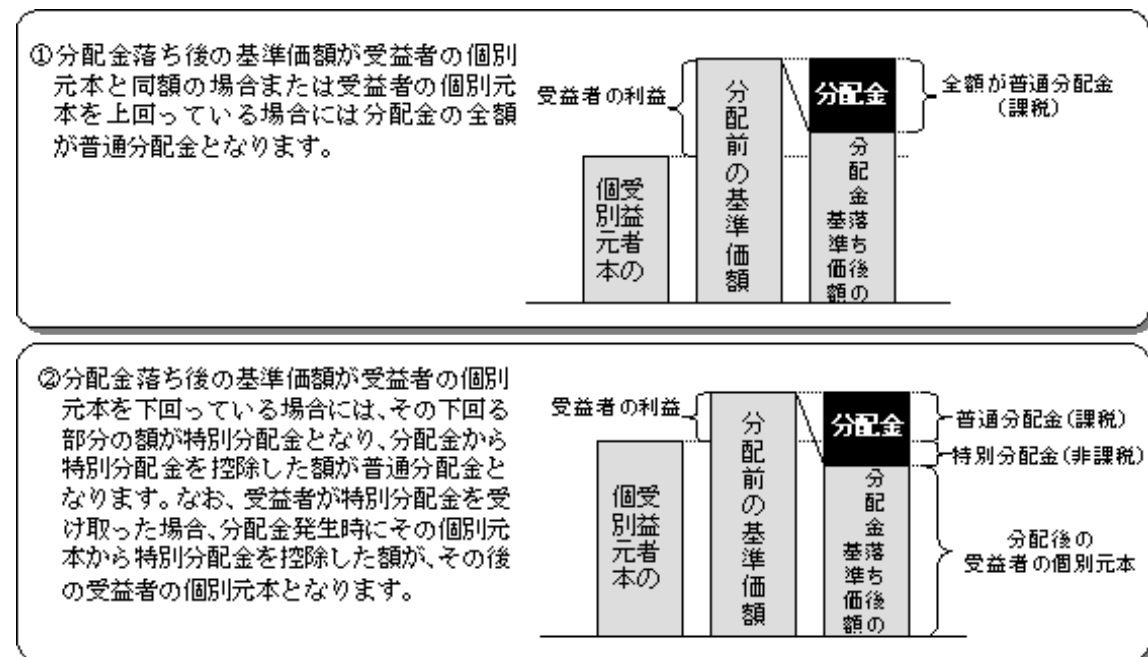 ①分配金落ち後の基準価額が受益者の個別
元本と同額の場合または受益者の個別元
本を上回っている場合には分配金の全額
が普通分配金となります。
受益者の利益
受益者の
個別元本
分配前の基準価額
分配金
分配金落ち後の
基準価額
全額が普通分配金
(課税)
②分配金落ち後の基準価額が受益者の個別
元本を下回っている場合には、その下回る
部分の額が特別分配金となり、分配金から
特別分配金を控除した額が普通分配金と
なります。なお、受益者が特別分配金を受
け取った場合、分配金発生時にその個別元
本から特別分配金を控除した額が、その後
の受益者の個別元本となります。
受益者の利益
受益者の
個別元本
分配前の基準価額
分配金
分配金落ち後の
基準価額
普通分配金(課税)
特別分配金(非課税)
分配後の
受益者の個別元本